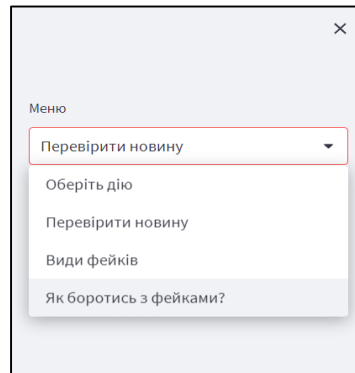 Меню
Перевірити новину
Оберіть дію
Перевірити новину
Види фейків
Як боротись з фейками?